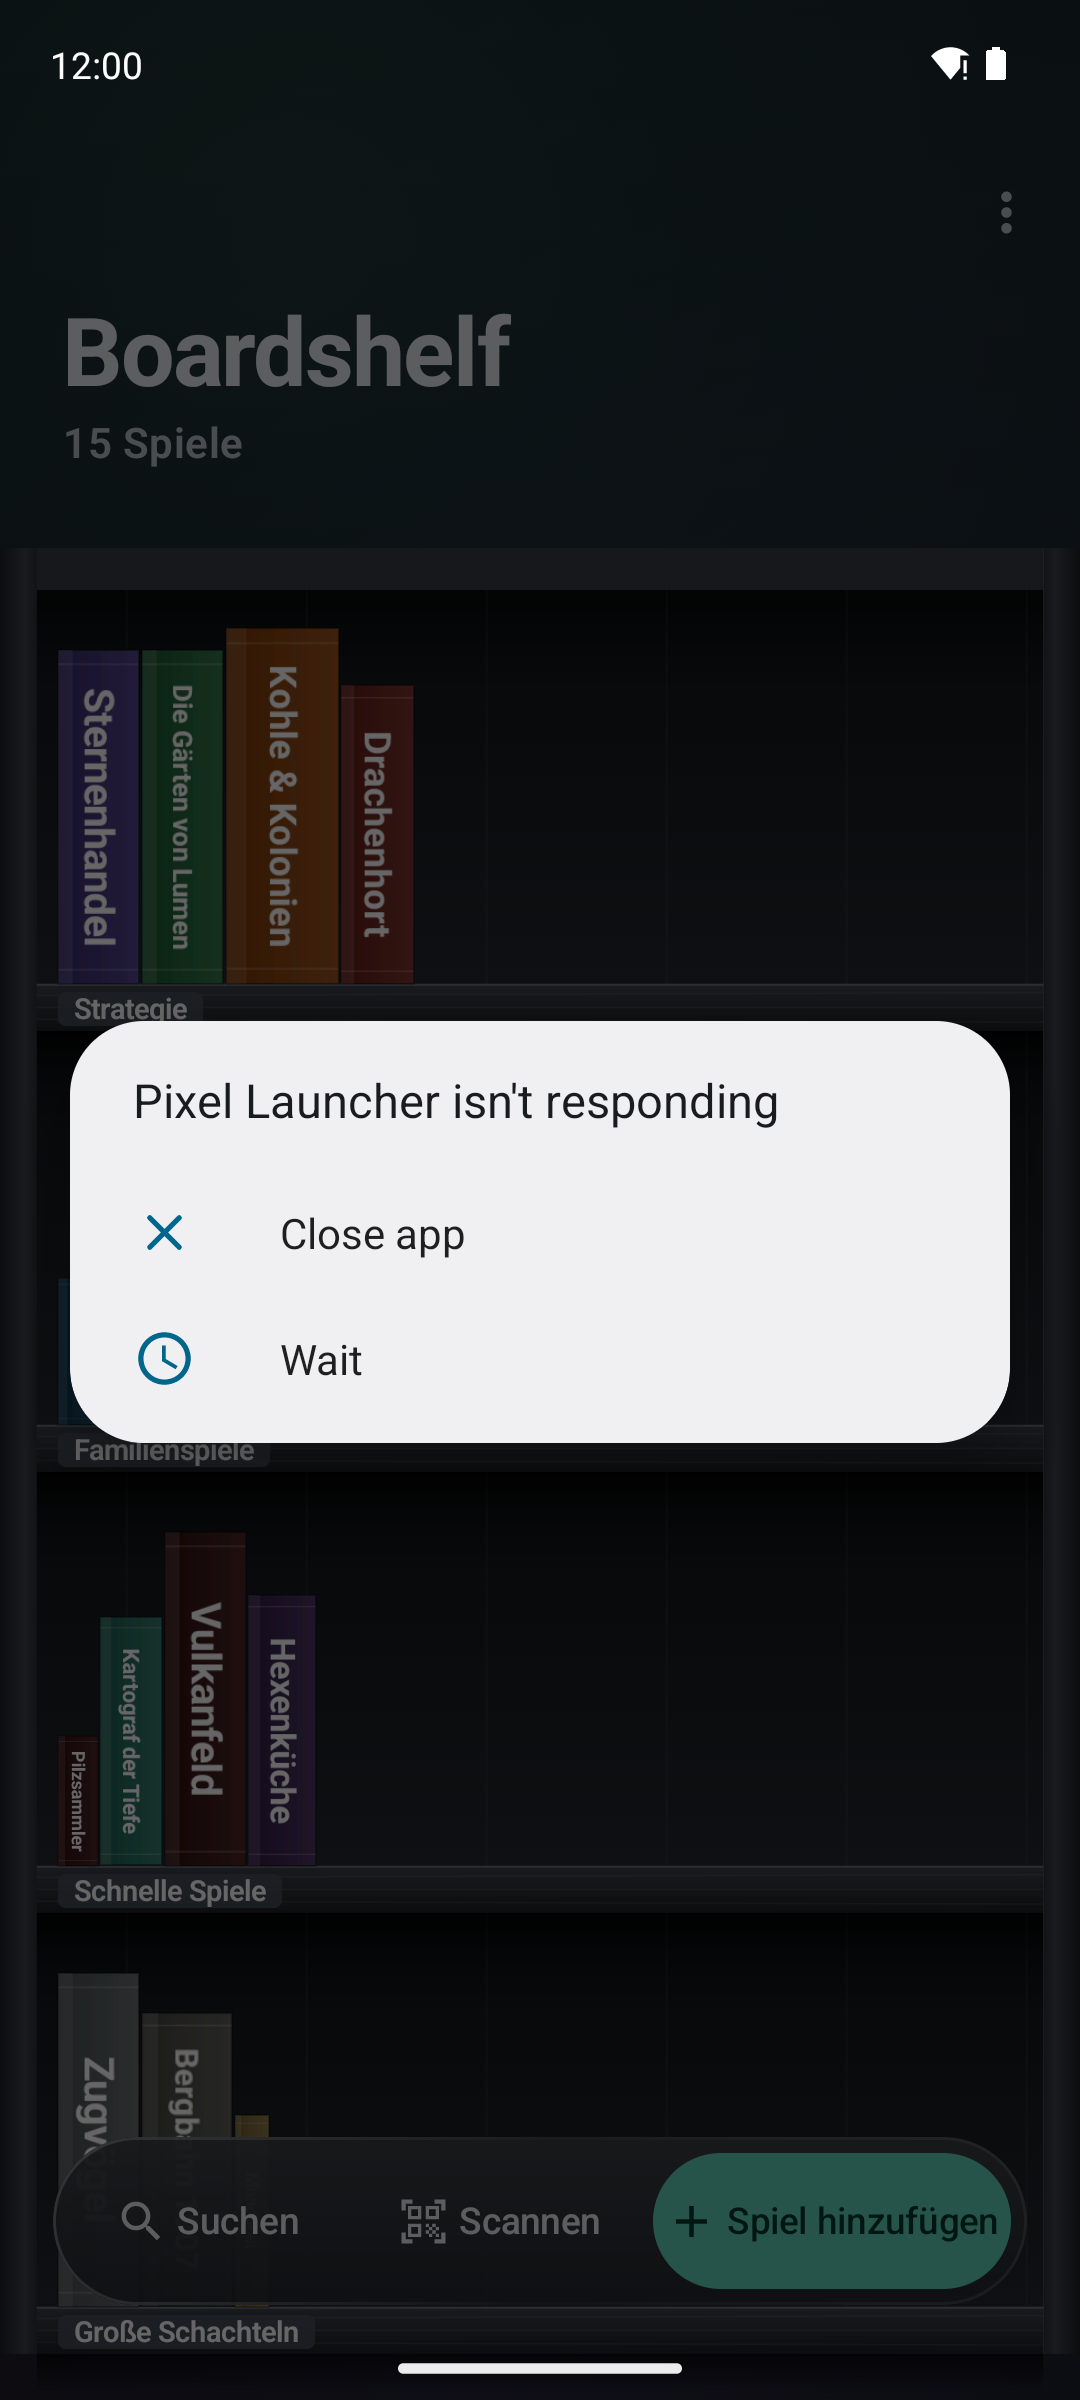 12:00
Boardshelf
15 Spiele
Sternenhandel
Die Gärten von Lumen
Kohle & Kolonien
Drachenhort
Strategie
Pixel Launcher isn't responding
Close app
Wait
Familienspiele
Pilzsammler
Kartograf der Tiefe
Vulkanfeld
Hexenküche
Schnelle Spiele
Zugvögel
Suchen
Scannen
Spiel hinzufügen
Große Schachteln